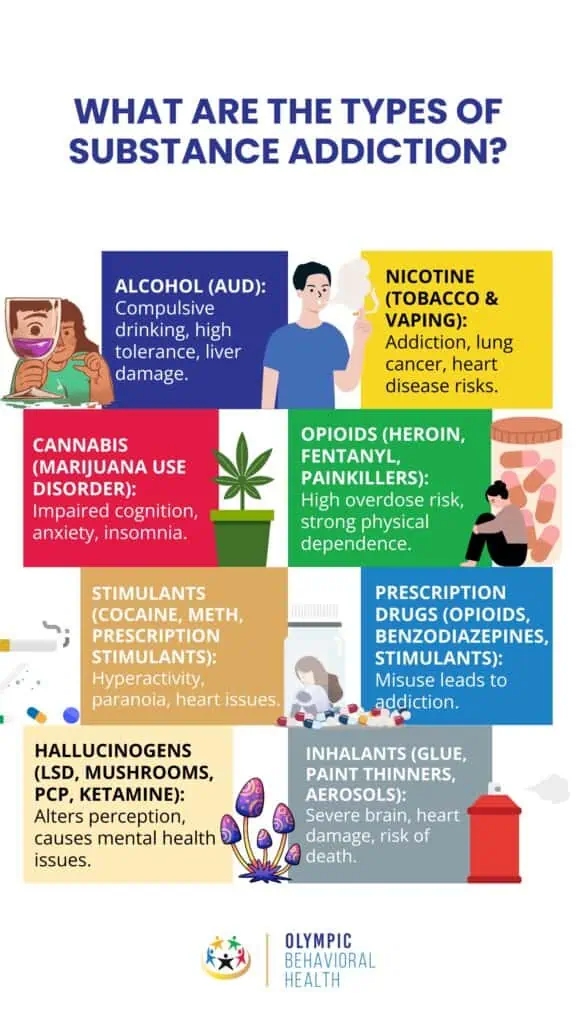 WHAT ARE THE TYPES OF
SUBSTANCE ADDICTION?
ALCOHOL (AUD):
Compulsive
drinking, high
tolerance, liver
damage.
NICOTINE
(TOBACCO &
VAPING):
Addiction, lung
cancer, heart
disease risks.
CANNABIS
(MARIJUANA USE
DISORDER):
Impaired cognition,
anxiety, insomnia.
OPIOIDS (HEROIN,
FENTANYL,
PAINKILLERS):
High overdose risk,
strong physical
dependence.
STIMULANTS
(COCAINE, METH,
PRESCRIPTION
STIMULANTS):
Hyperactivity,
paranoia, heart issues.
PRESCRIPTION
DRUGS (OPIOIDS,
BENZODIAZEPINES,
STIMULANTS):
Misuse leads to
addiction.
HALLUCINOGENS
(LSD, MUSHROOMS,
PCP, KETAMINE):
Alters perception,
causes mental health
issues.
INHALANTS (GLUE,
PAINT THINNERS,
AEROSOLS):
Severe brain, heart
damage, risk of
death.
OLYMPIC
BEHAVIORAL
HEALTH